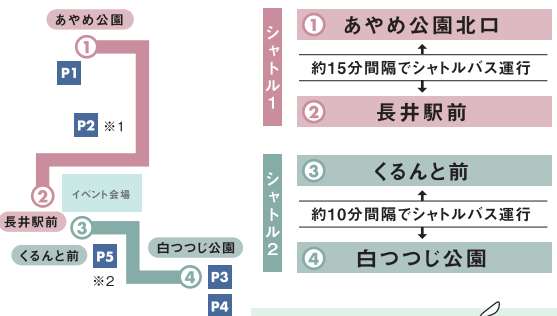 あやめ公園
①
P1
P2 ※1
イベント会場
②
長井駅前
③
くるんと前
P5
※2
白つつじ公園
④
P3
P4
シャトル1
① あやめ公園北口
約15分間隔でシャトルバス運行
② 長井駅前
シャトル2
③ くるんと前
約10分間隔でシャトルバス運行
④ 白つつじ公園